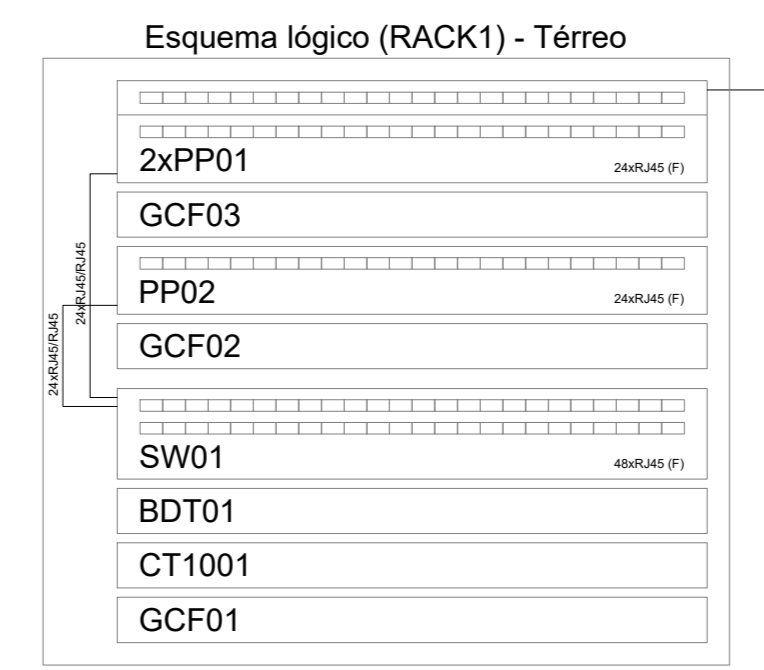 Esquema lógico (RACK1) - Térreo
2xPP01
24xRJ45 (F)
GCF03
24xRJ45/RJ45
PP02
24xRJ45 (F)
24xRJ45/RJ45
GCF02
SW01
48xRJ45 (F)
BDT01
CT1001
GCF01